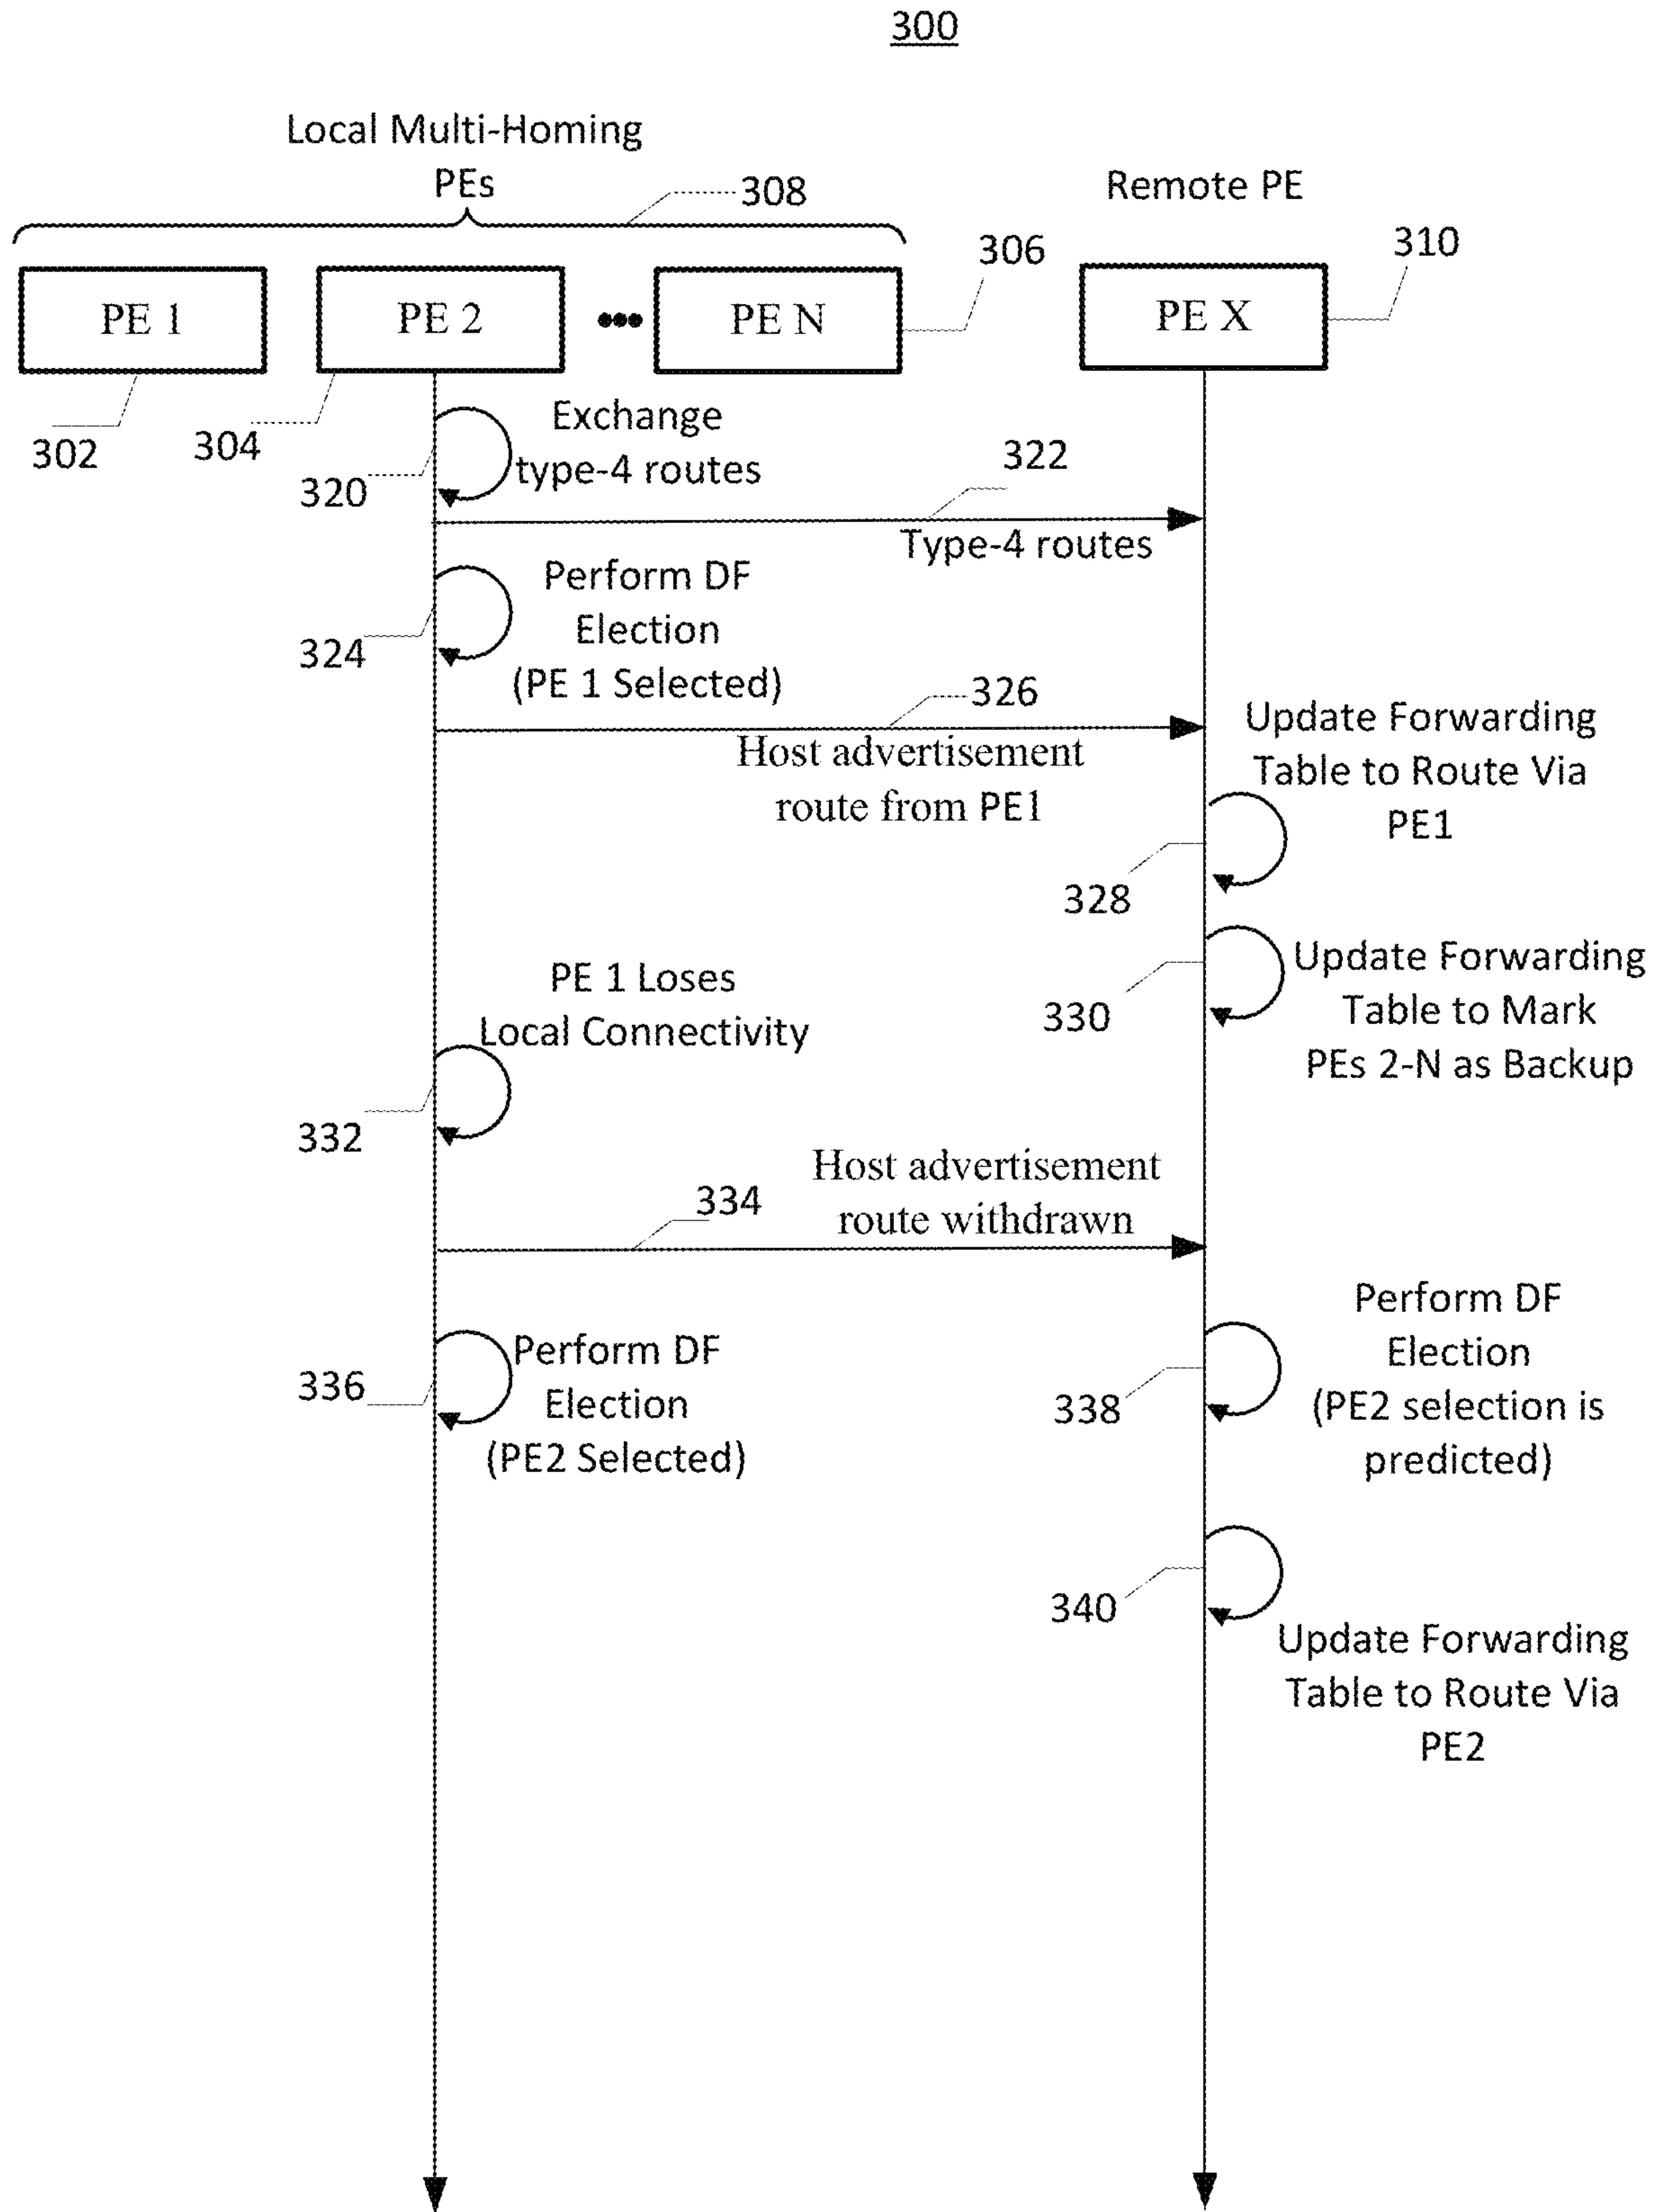 300
Local Multi-Homing
PEs
308
Remote PE
306
310
PE 1
PE 2
PE N
PE X
302
304
320
Exchange
type-4 routes
322
Type-4 routes
324
Perform DF
Election
(PE 1 Selected)
326
Host advertisement
route from PE1
Update Forwarding
Table to Route Via
PE1
328
330
Update Forwarding
Table to Mark
PEs 2-N as Backup
PE 1 Loses
Local Connectivity
332
334
Host advertisement
route withdrawn
336
Perform DF
Election
(PE2 Selected)
338
Perform DF
Election
(PE2 selection is
predicted)
340
Update Forwarding
Table to Route Via
PE2